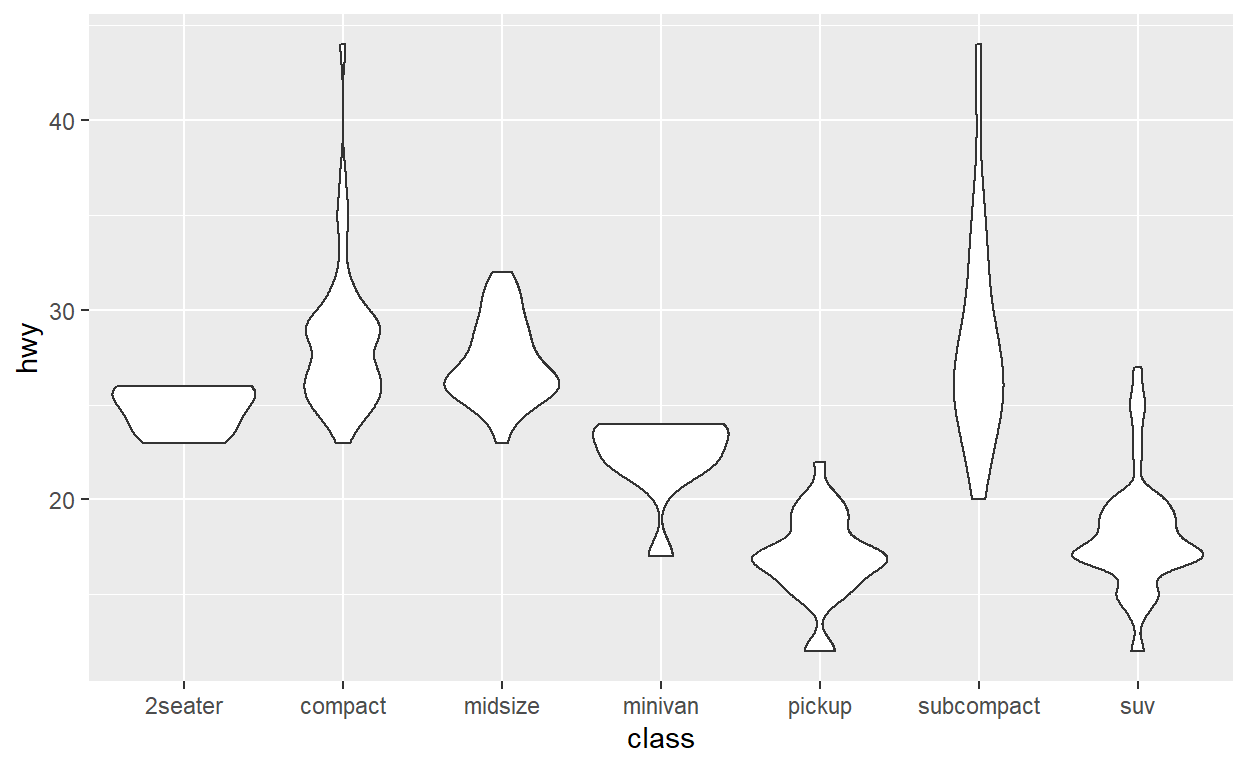 40
30
20
hwy
2seater compact midsize minivan pickup subcompact suv
class